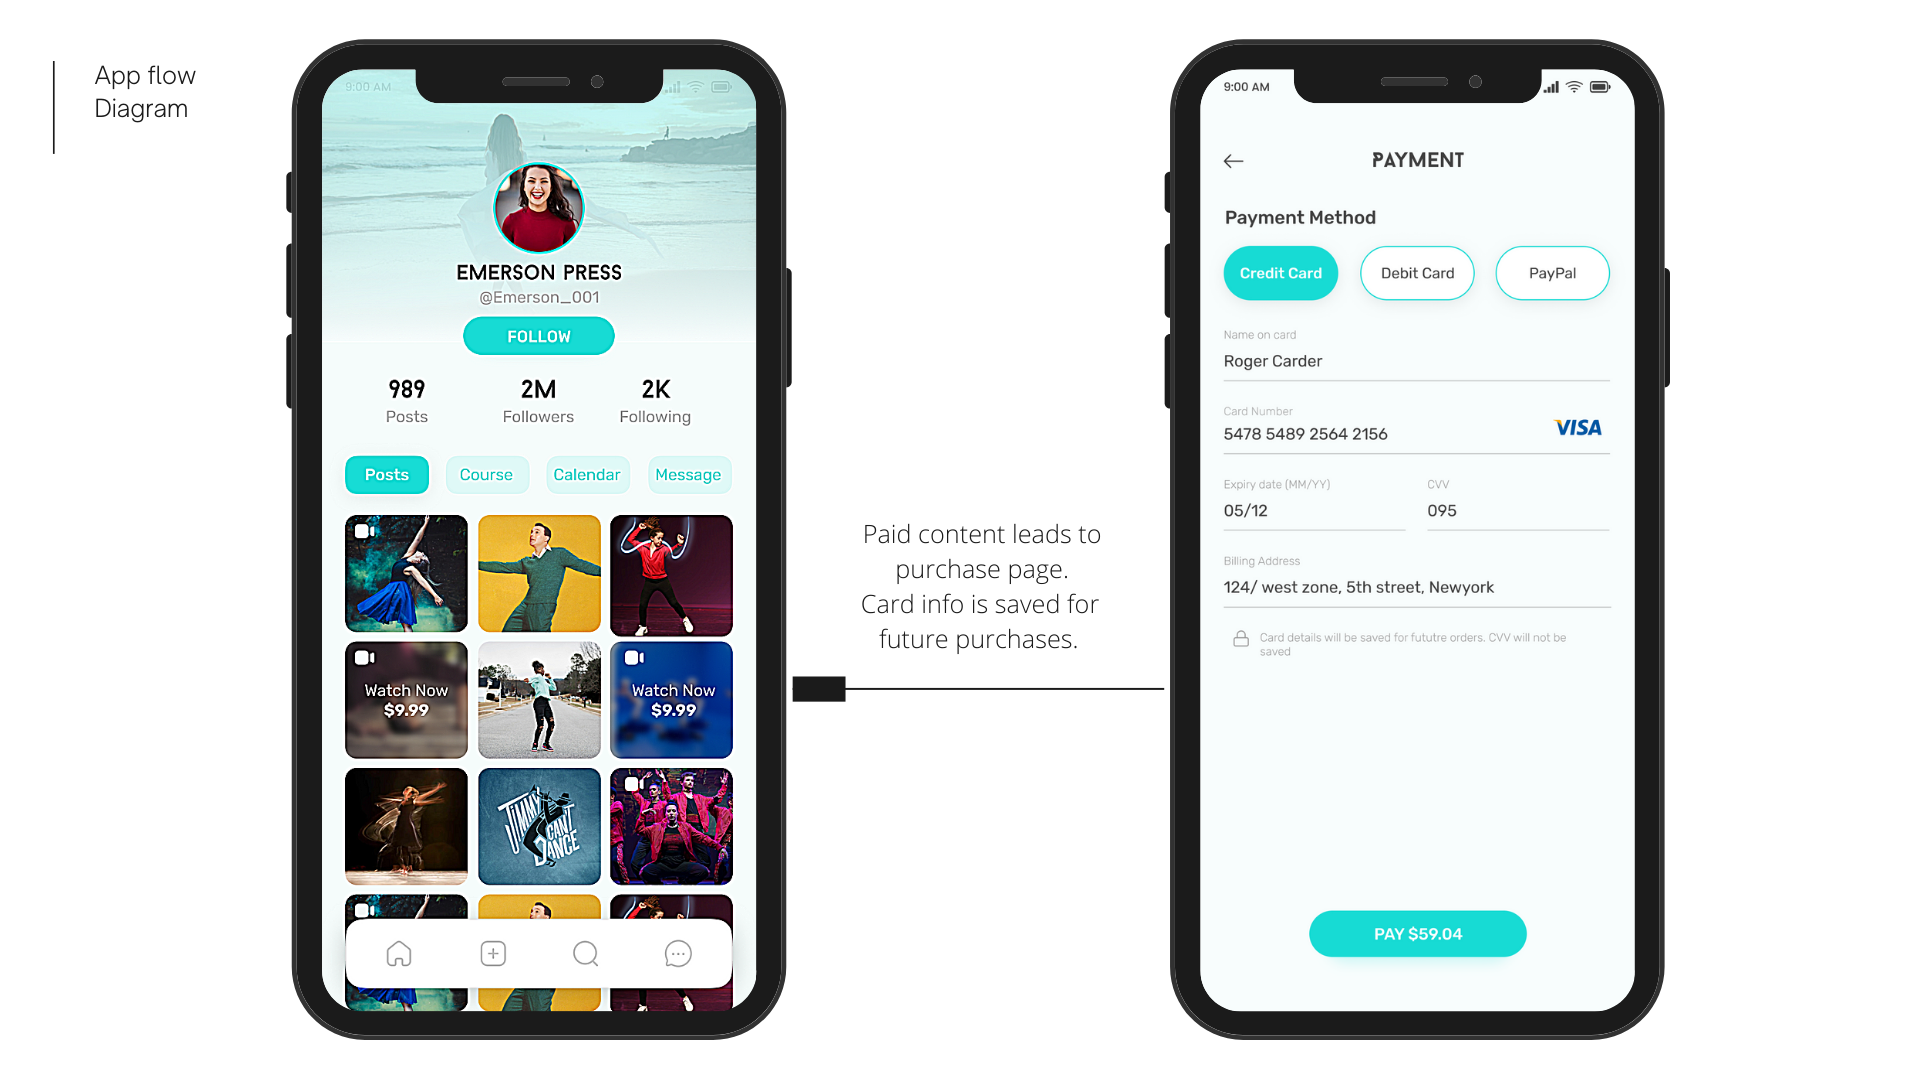 App flow
Diagram
9:00 AM
EMERSON PRESS
@Emerson_001
FOLLOW
989
Posts
2M
Followers
2K
Following
Posts
Course
Calendar
Message
Watch Now
$9.99
Watch Now
$9.99
JIMMY
CAN'T
DANCE
Paid content leads to
purchase page.
Card info is saved for
future purchases.
9:00 AM
PAYMENT
Payment Method
Credit Card
Debit Card
PayPal
Name on card
Roger Carder
Card Number
5478 5489 2564 2156
VISA
Expiry date (MM/YY)
05/12
CVV
095
Billing Address
124/ west zone, 5th street, Newyork
Card details will be saved for fututre orders. CVV will not be
saved
PAY $59.04